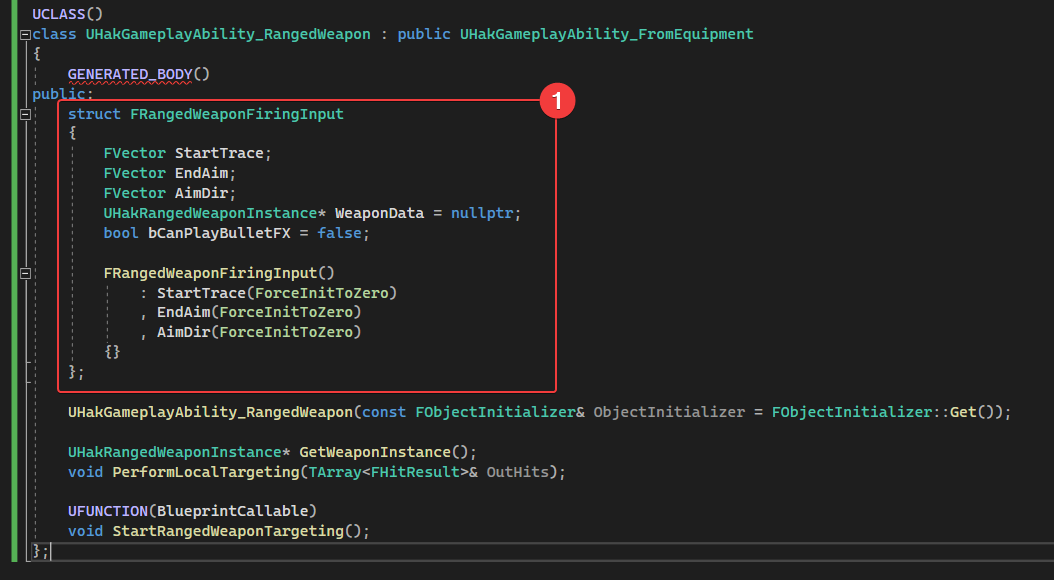 UCLASS()
class UHakGameplayAbility_RangedWeapon : public UHakGameplayAbility_FromEquipment
{
    GENERATED_BODY()
public:
    struct FRangedWeaponFiringInput
1
    {
        FVector StartTrace;
        FVector EndAim;
        FVector AimDir;
        UHakRangedWeaponInstance* WeaponData = nullptr;
        bool bCanPlayBulletFX = false;

        FRangedWeaponFiringInput()
            : StartTrace(ForceInitToZero)
            , EndAim(ForceInitToZero)
            , AimDir(ForceInitToZero)
        {}
    };

    UHakGameplayAbility_RangedWeapon(const FObjectInitializer& ObjectInitializer = FObjectInitializer::Get());

    UHakRangedWeaponInstance* GetWeaponInstance();
    void PerformLocalTargeting(TArray<FHitResult>& OutHits);

    UFUNCTION(BlueprintCallable)
    void StartRangedWeaponTargeting();
};